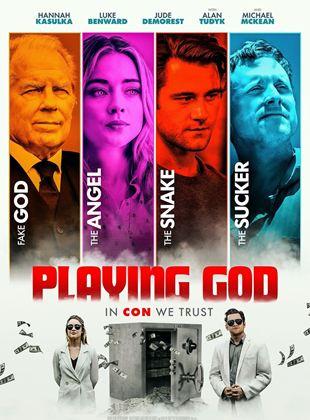 HANNAH KASULKA
LUKE BENWARD
JUDE DEMOREST
WITH ALAN TUDYK
AND MICHAEL McKEAN
FAKE GOD
THE ANGEL
THE SNAKE
THE SUCKER
PLAYING GOD
IN CON WE TRUST